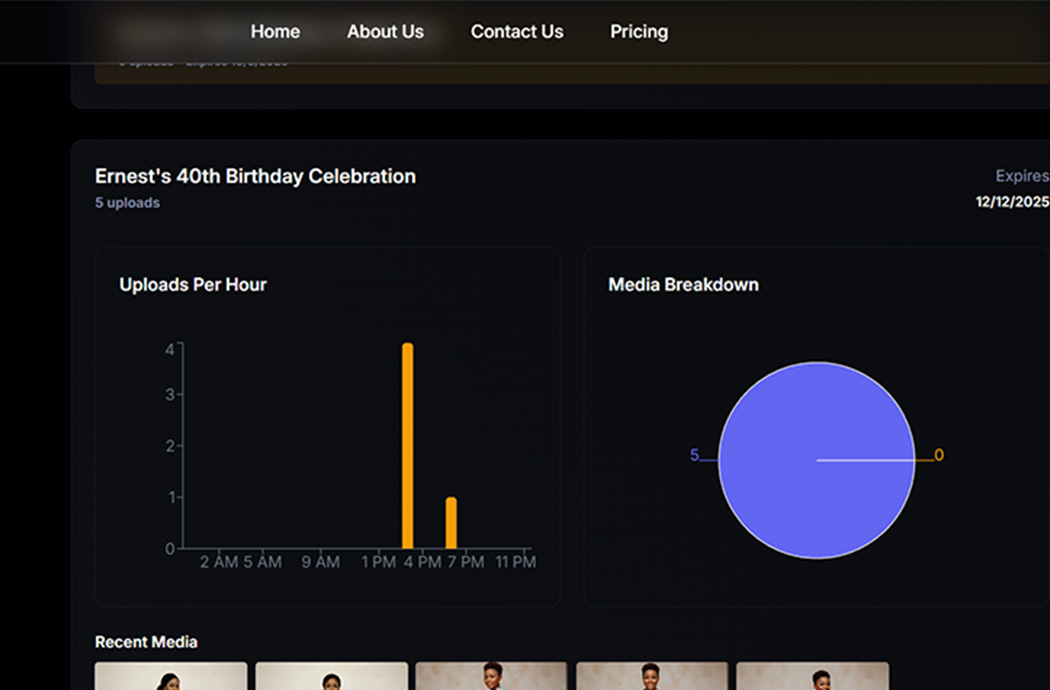 Home About Us Contact Us Pricing
Ernest's 40th Birthday Celebration
Expires
5 uploads
12/12/2025
Uploads Per Hour
Media Breakdown
4
3
2
1
0
2 AM 5 AM 9 AM 1 PM 4 PM 7 PM 11 PM
5
0
Recent Media